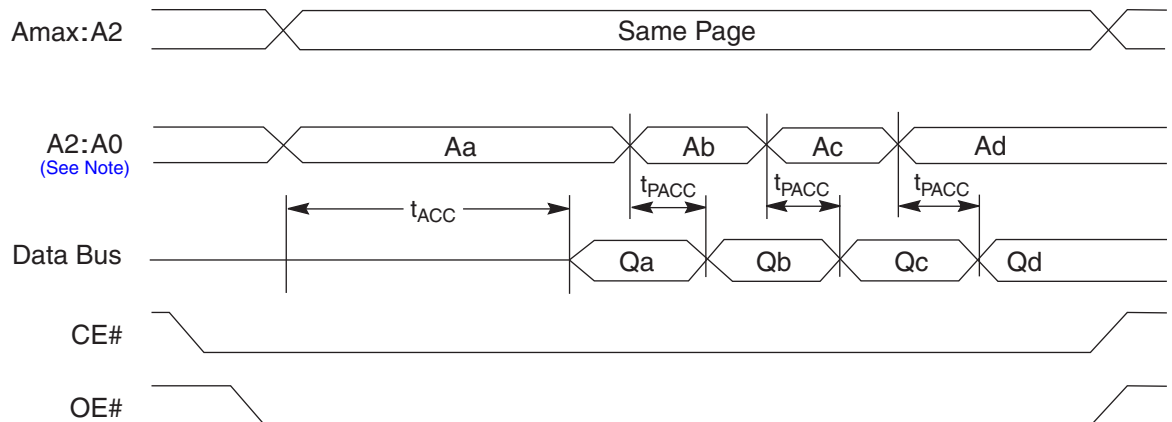 Amax:A2 Same Page
A2:A0 Aa Ab Ac Ad
(See Note)
tACC tPACC tPACC tPACC
Data Bus Qa Qb Qc Qd
CE#
OE#